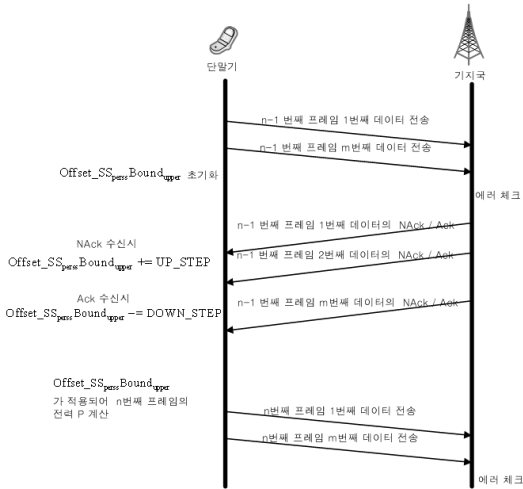 단말기
기지국
n-1 번째 프레임 1번째 데이터 전송
n-1 번째 프레임 m번째 데이터 전송
Offset_SSperssBoundupper 초기화
에러 체크
n-1 번째 프레임 1번째 데이터의 NAck / Ack
NAck 수신시
Offset_SSperssBoundupper += UP_STEP
n-1 번째 프레임 2번째 데이터의 NAck / Ack
Ack 수신시
Offset_SSperssBoundupper -= DOWN_STEP
n-1 번째 프레임 m번째 데이터의 NAck / Ack
Offset_SSperssBoundupper
가 적용되어 n번째 프레임의
전력 P 계산
n번째 프레임 1번째 데이터 전송
n번째 프레임 m번째 데이터 전송
에러 체크